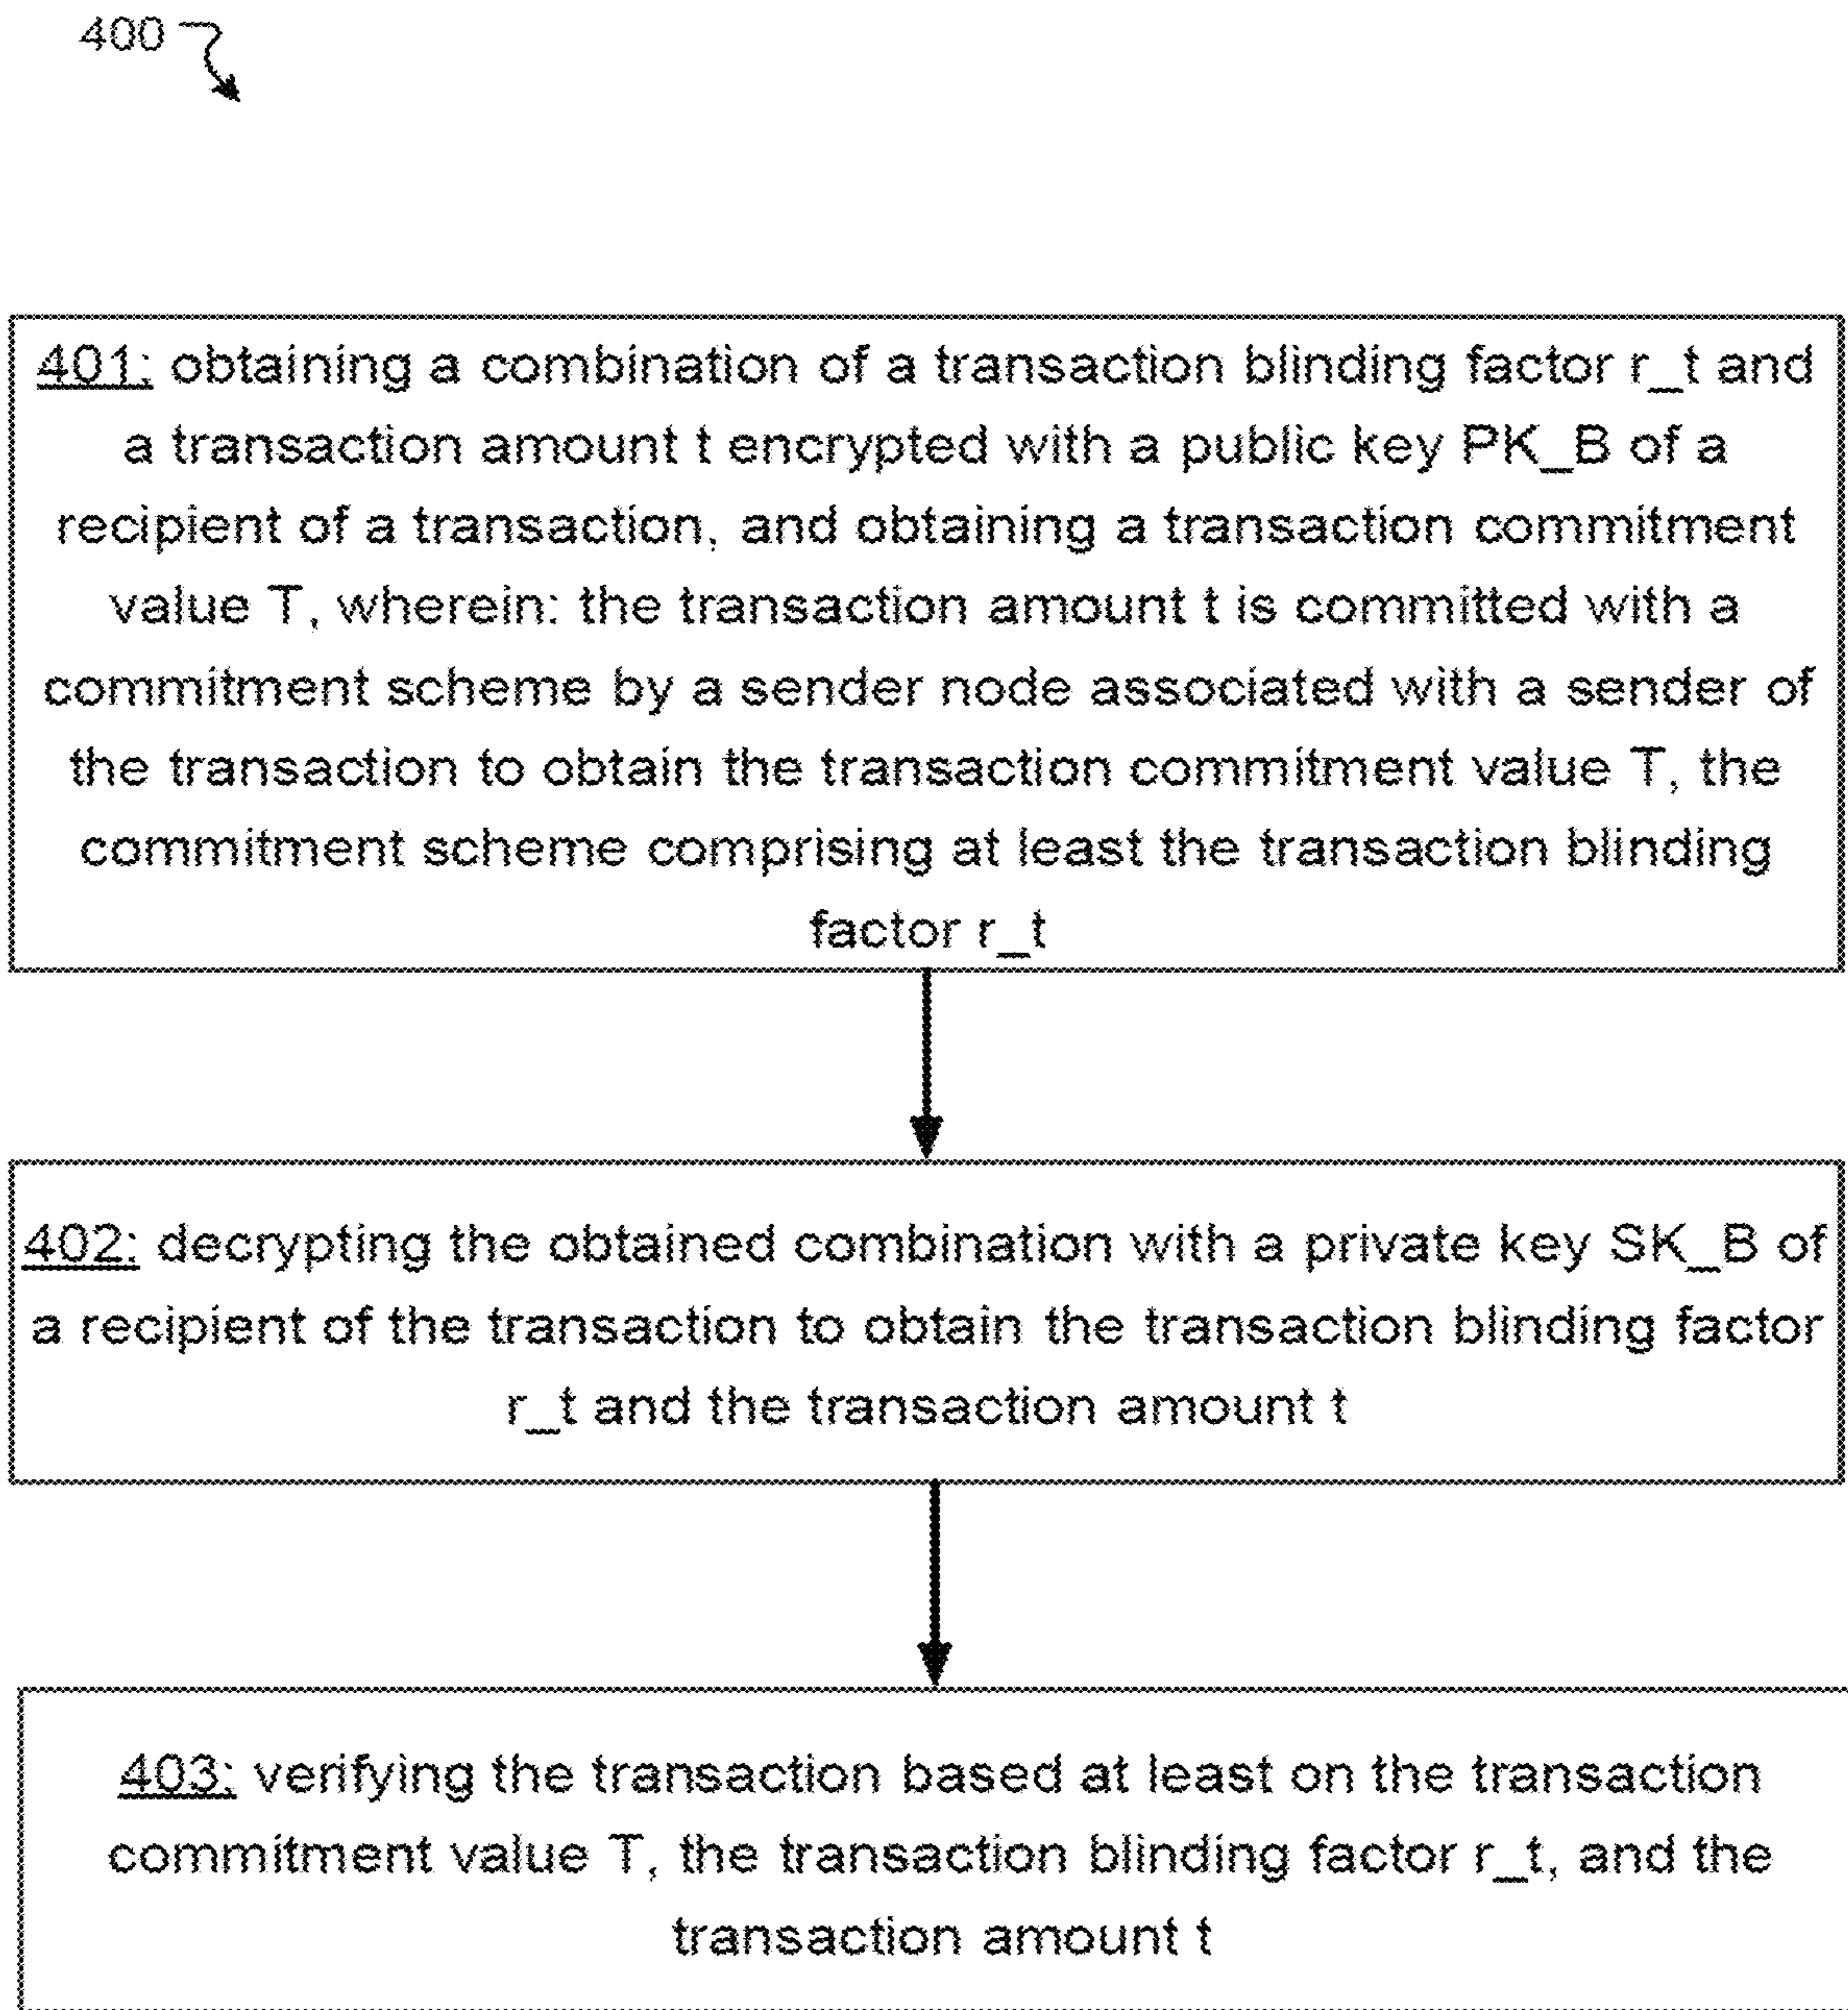 400
401: obtaining a combination of a transaction blinding factor r_t and
a transaction amount t encrypted with a public key PK_B of a
recipient of a transaction, and obtaining a transaction commitment
value T, wherein: the transaction amount t is committed with a
commitment scheme by a sender node associated with a sender of
the transaction to obtain the transaction commitment value T, the
commitment scheme comprising at least the transaction blinding
factor r_t
402: decrypting the obtained combination with a private key SK_B of
a recipient of the transaction to obtain the transaction blinding factor
r_t and the transaction amount t
403: verifying the transaction based at least on the transaction
commitment value T, the transaction blinding factor r_t, and the
transaction amount t